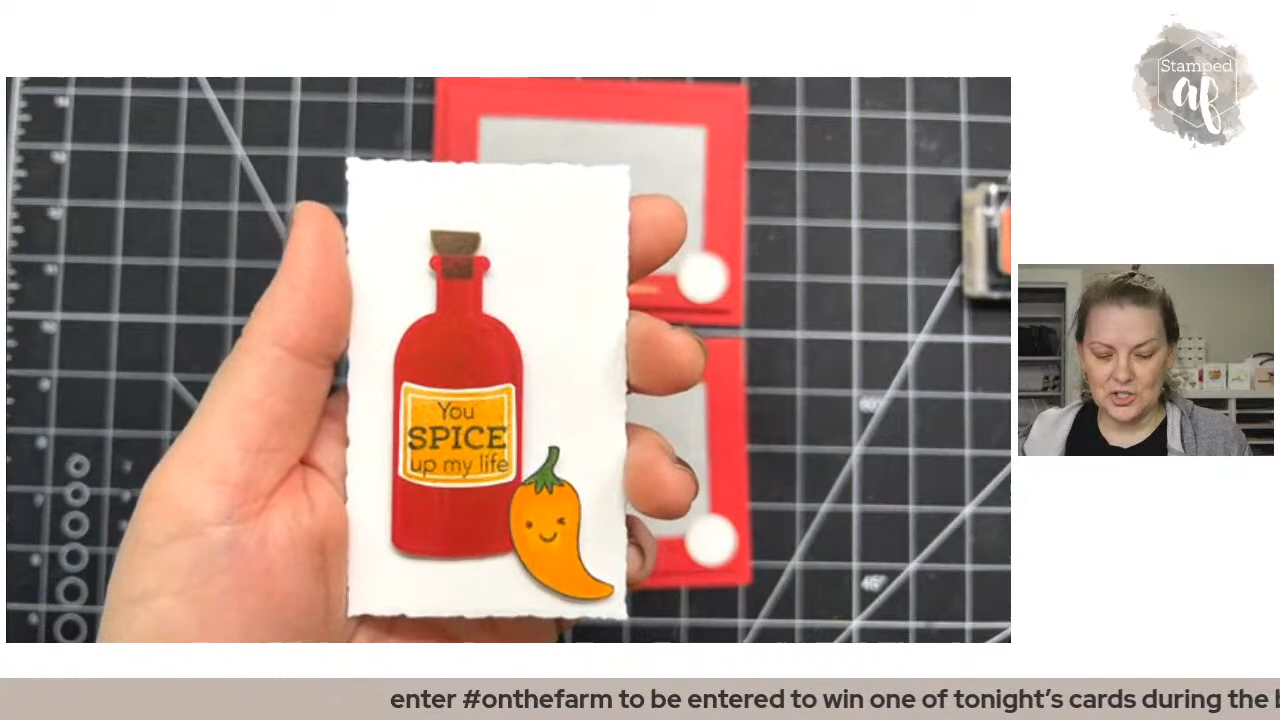 Stamped
af
You
SPICE
up my life
45°
enter #onthefarm to be entered to win one of tonight's cards during the